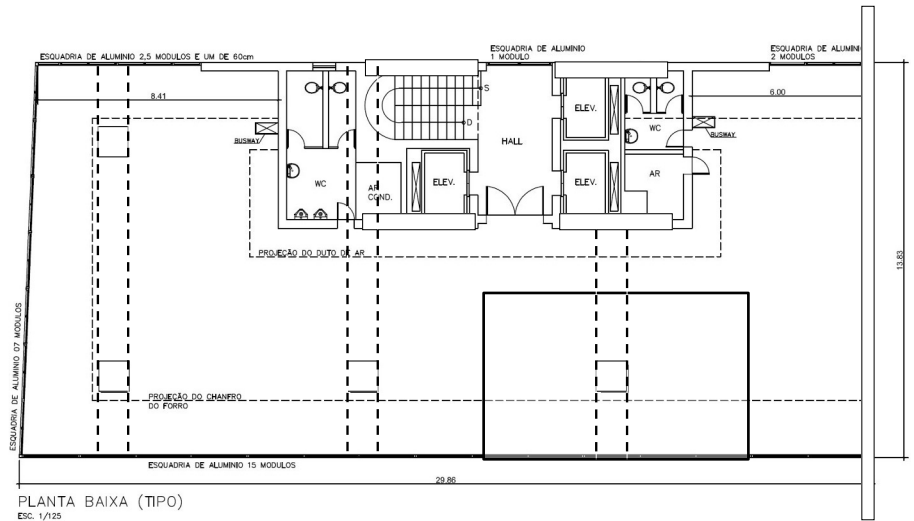 ESQUADRIA DE ALUMINIO 2,5 MODULOS E UM DE 60cm
ESQUADRIA DE ALUMINIO
1 MODULO
ESQUADRIA DE ALUMINI
2 MODULOS
8.41
S
D
ELEV.
HALL
6.00
WC
BUSWAY
BUSWAY
WC
AR
COND.
ELEV.
ELEV.
AR
PROJEÇÃO DO DUTO DE AR
13.83
ESQUADRIA DE ALUMINIO 07 MODULOS
PROJEÇÃO DO CHANFRO
DO FORRO
ESQUADRIA DE ALUMINIO 15 MODULOS
29.86
PLANTA BAIXA (TIPO)
ESC. 1/125